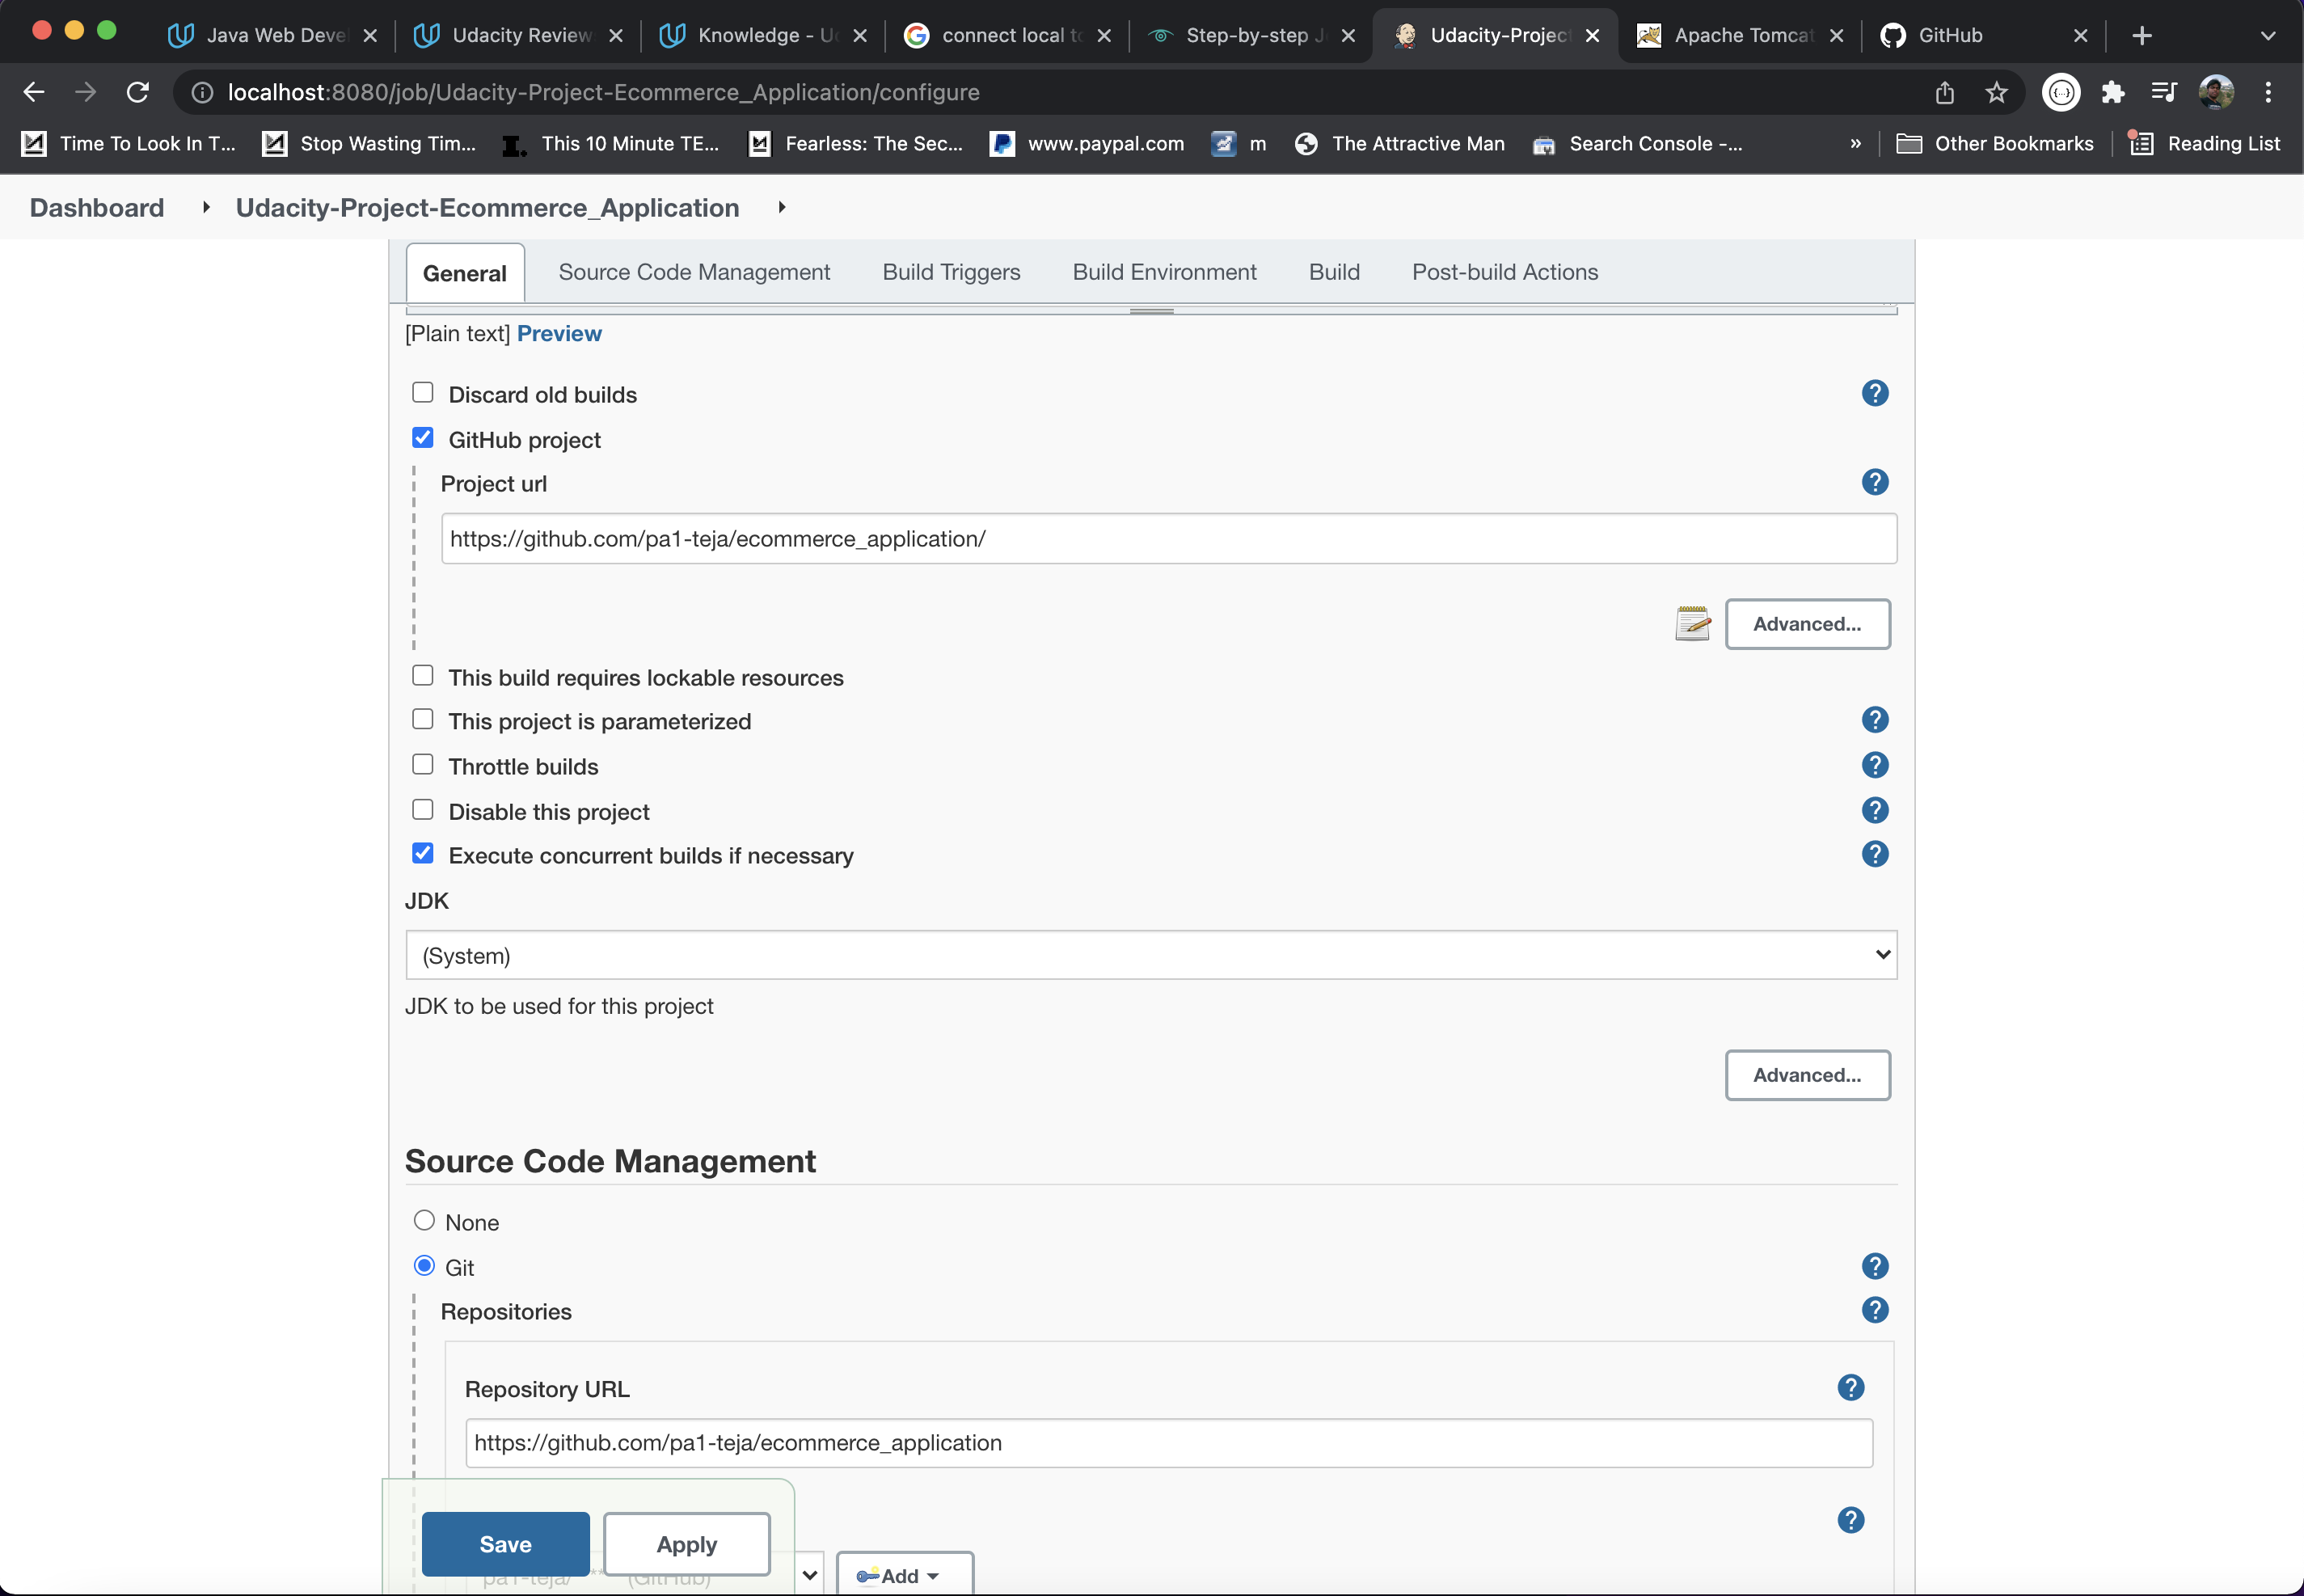 Java Web Deve
Udacity Review
Knowledge - U
connect local to
Step-by-step J
Udacity-Project
Apache Tomcat
GitHub
localhost:8080/job/Udacity-Project-Ecommerce_Application/configure
Time To Look In T...
Stop Wasting Tim...
This 10 Minute TE...
Fearless: The Sec...
www.paypal.com
m
The Attractive Man
Search Console -...
»
Other Bookmarks
Reading List
Dashboard
Udacity-Project-Ecommerce_Application
General
Source Code Management
Build Triggers
Build Environment
Build
Post-build Actions
[Plain text] Preview
Discard old builds
GitHub project
Project url
https://github.com/pa1-teja/ecommerce_application/
Advanced...
This build requires lockable resources
This project is parameterized
Throttle builds
Disable this project
Execute concurrent builds if necessary
JDK
(System)
JDK to be used for this project
Advanced...
Source Code Management
None
Git
Repositories
Repository URL
https://github.com/pa1-teja/ecommerce_application
Save
Apply
pa1-teja/ (GitHub)
Add